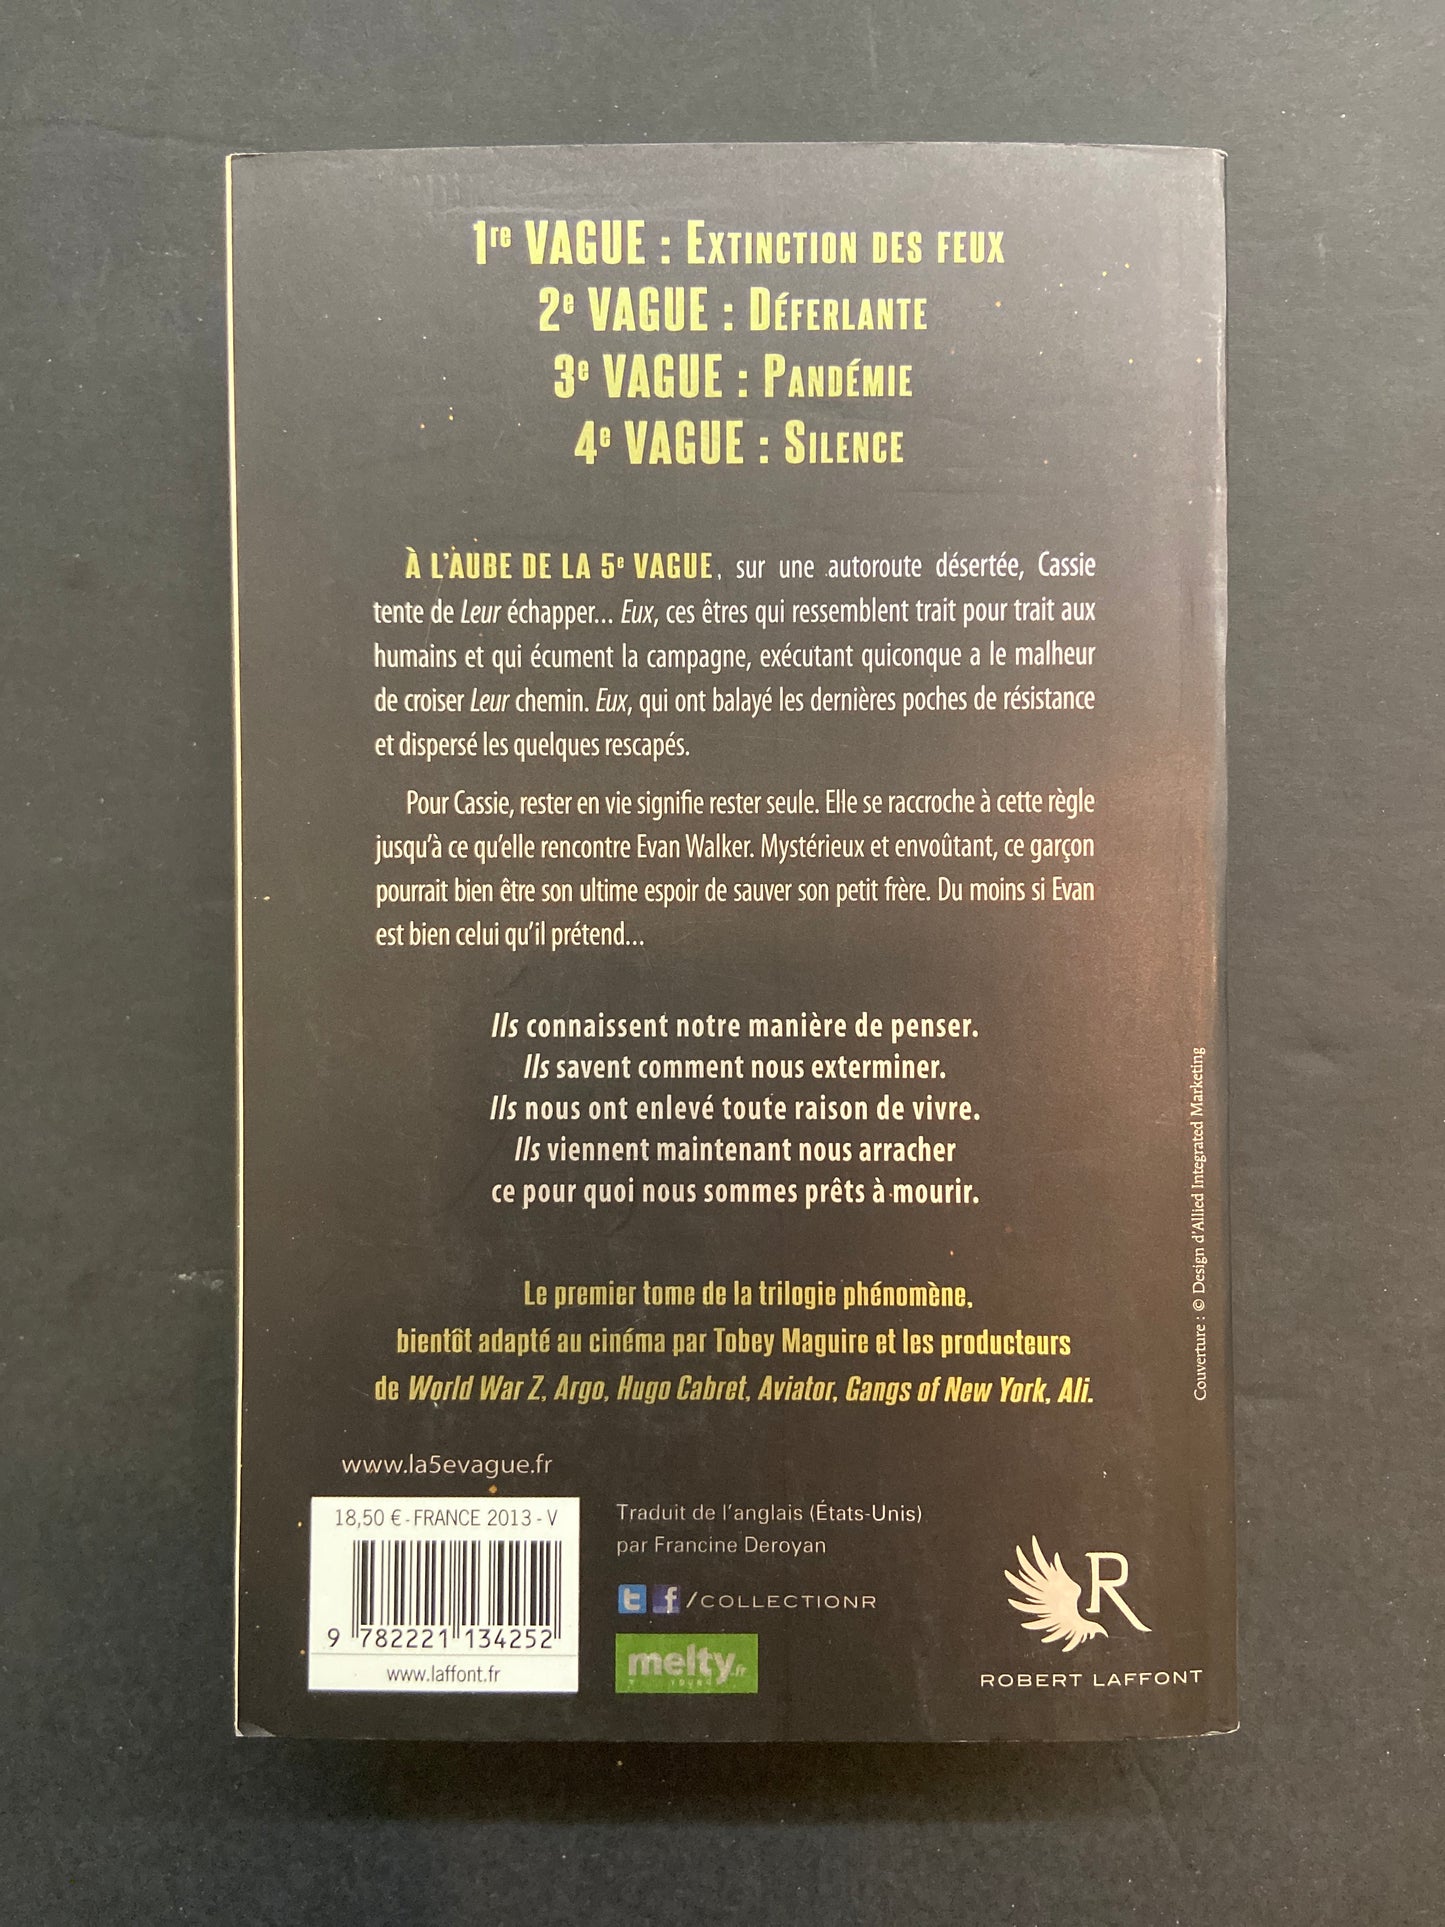 1re VAGUE : EXTINCTION DES FEUX
2e VAGUE : DÉFERLANTE
3e VAGUE : PANDÉMIE
4e VAGUE : SILENCE
À L'AUBE DE LA 5e VAGUE, sur une autoroute désertée, Cassie
tente de Leur échapper... Eux, ces êtres qui ressemblent trait pour trait aux
humains et qui écument la campagne, exécutant quiconque a le malheur
de croiser Leur chemin. Eux, qui ont balayé les dernières poches de résistance
et dispersé les quelques rescapés.
Pour Cassie, rester en vie signifie rester seule. Elle se raccroche à cette règle
jusqu'à ce qu'elle rencontre Evan Walker. Mystérieux et envoûtant, ce garçon
pourrait bien être son ultime espoir de sauver son petit frère. Du moins si Evan
est bien celui qu'il prétend...
Ils connaissent notre manière de penser.
Ils savent comment nous exterminer.
Ils nous ont enlevé toute raison de vivre.
Ils viennent maintenant nous arracher
ce pour quoi nous sommes prêts à mourir.
Le premier tome de la trilogie phénomène,
bientôt adapté au cinéma par Tobey Maguire et les producteurs
de World War Z, Argo, Hugo Cabret, Aviator, Gangs of New York, Ali.
Couverture : © Design d'Allied Integrated Marketing
www.la5evague.fr
18,50 € - FRANCE 2013 - V
9 782221 134252
www.laffont.fr
Traduit de l'anglais (États-Unis)
par Francine Deroyan
/COLLECTIONR
melty.fr
R
ROBERT LAFFONT